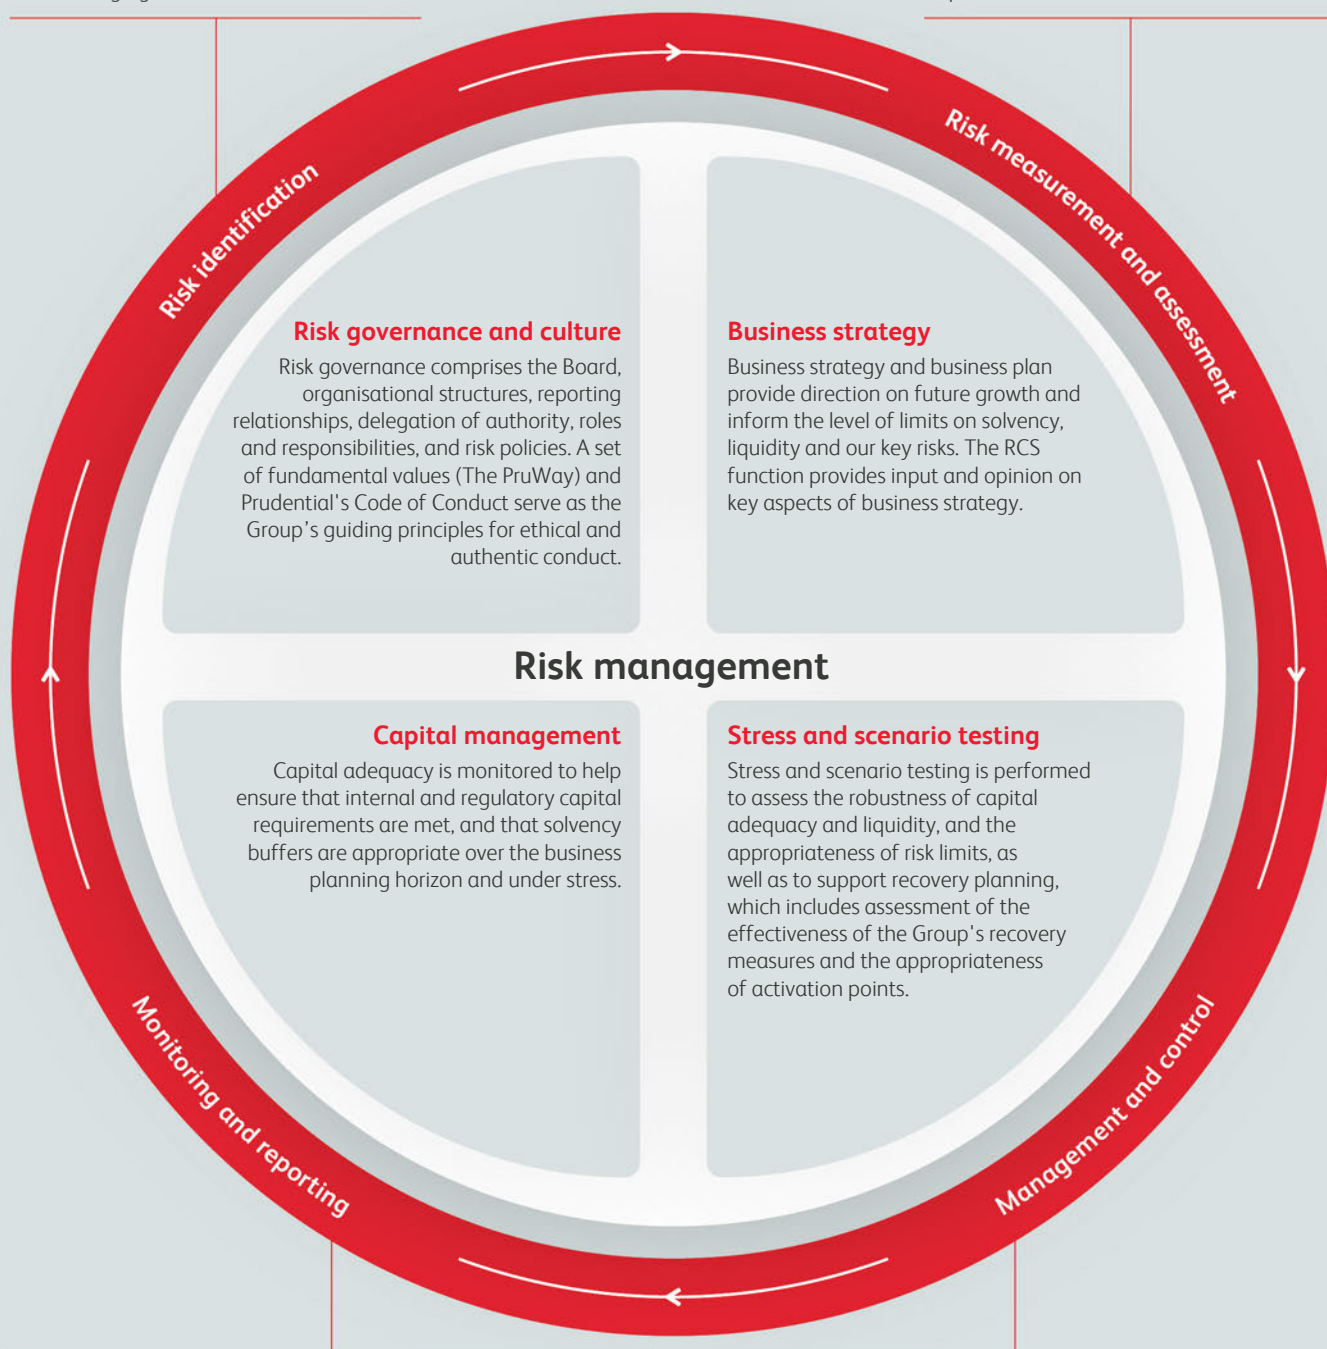 Risk identification
Risk measurement and assessment
Risk governance and culture
Risk governance comprises the Board,
organisational structures, reporting
relationships, delegation of authority, roles
and responsibilities, and risk policies. A set
of fundamental values (The PruWay) and
Prudential's Code of Conduct serve as the
Group’s guiding principles for ethical and
authentic conduct.
Business strategy
Business strategy and business plan
provide direction on future growth and
inform the level of limits on solvency,
liquidity and our key risks. The RCS
function provides input and opinion on
key aspects of business strategy.
Risk management
Capital management
Capital adequacy is monitored to help
ensure that internal and regulatory capital
requirements are met, and that solvency
buffers are appropriate over the business
planning horizon and under stress.
Stress and scenario testing
Stress and scenario testing is performed
to assess the robustness of capital
adequacy and liquidity, and the
appropriateness of risk limits, as
well as to support recovery planning,
which includes assessment of the
effectiveness of the Group's recovery
measures and the appropriateness
of activation points.
Monitoring and reporting
Management and control